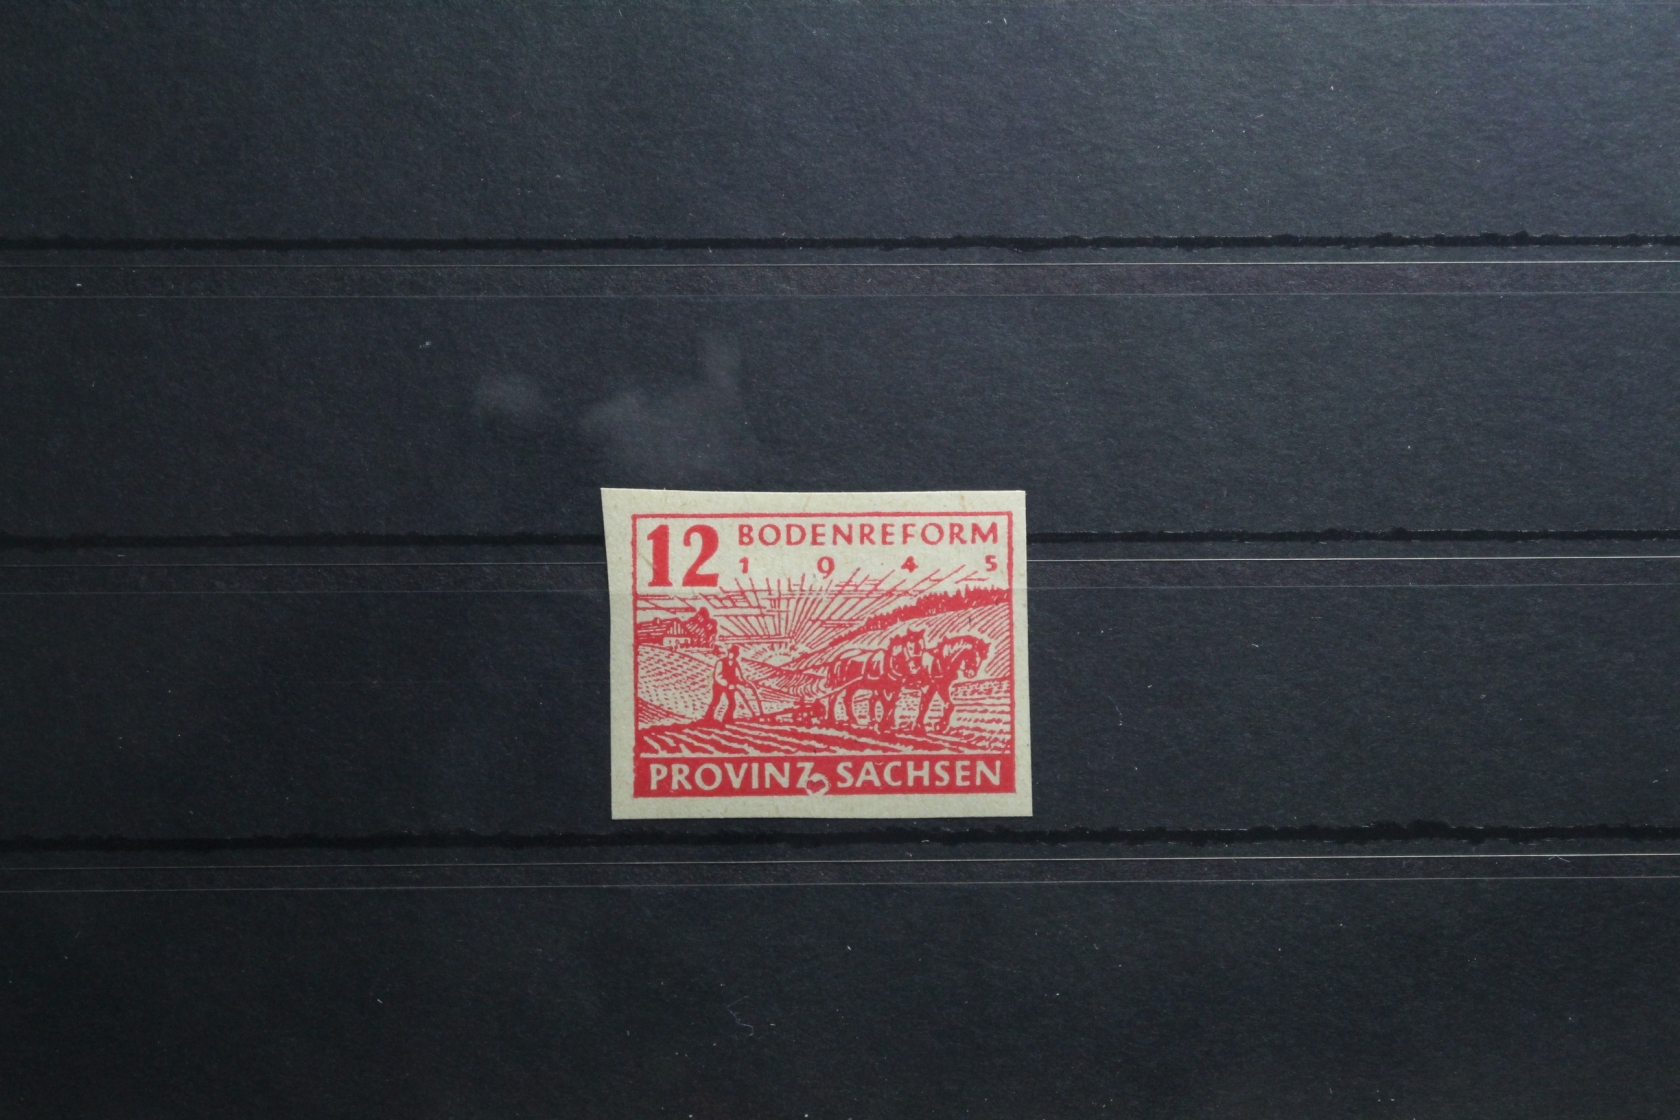 12 BODENREFORM
1 9 4 5
PROVINZ SACHSEN